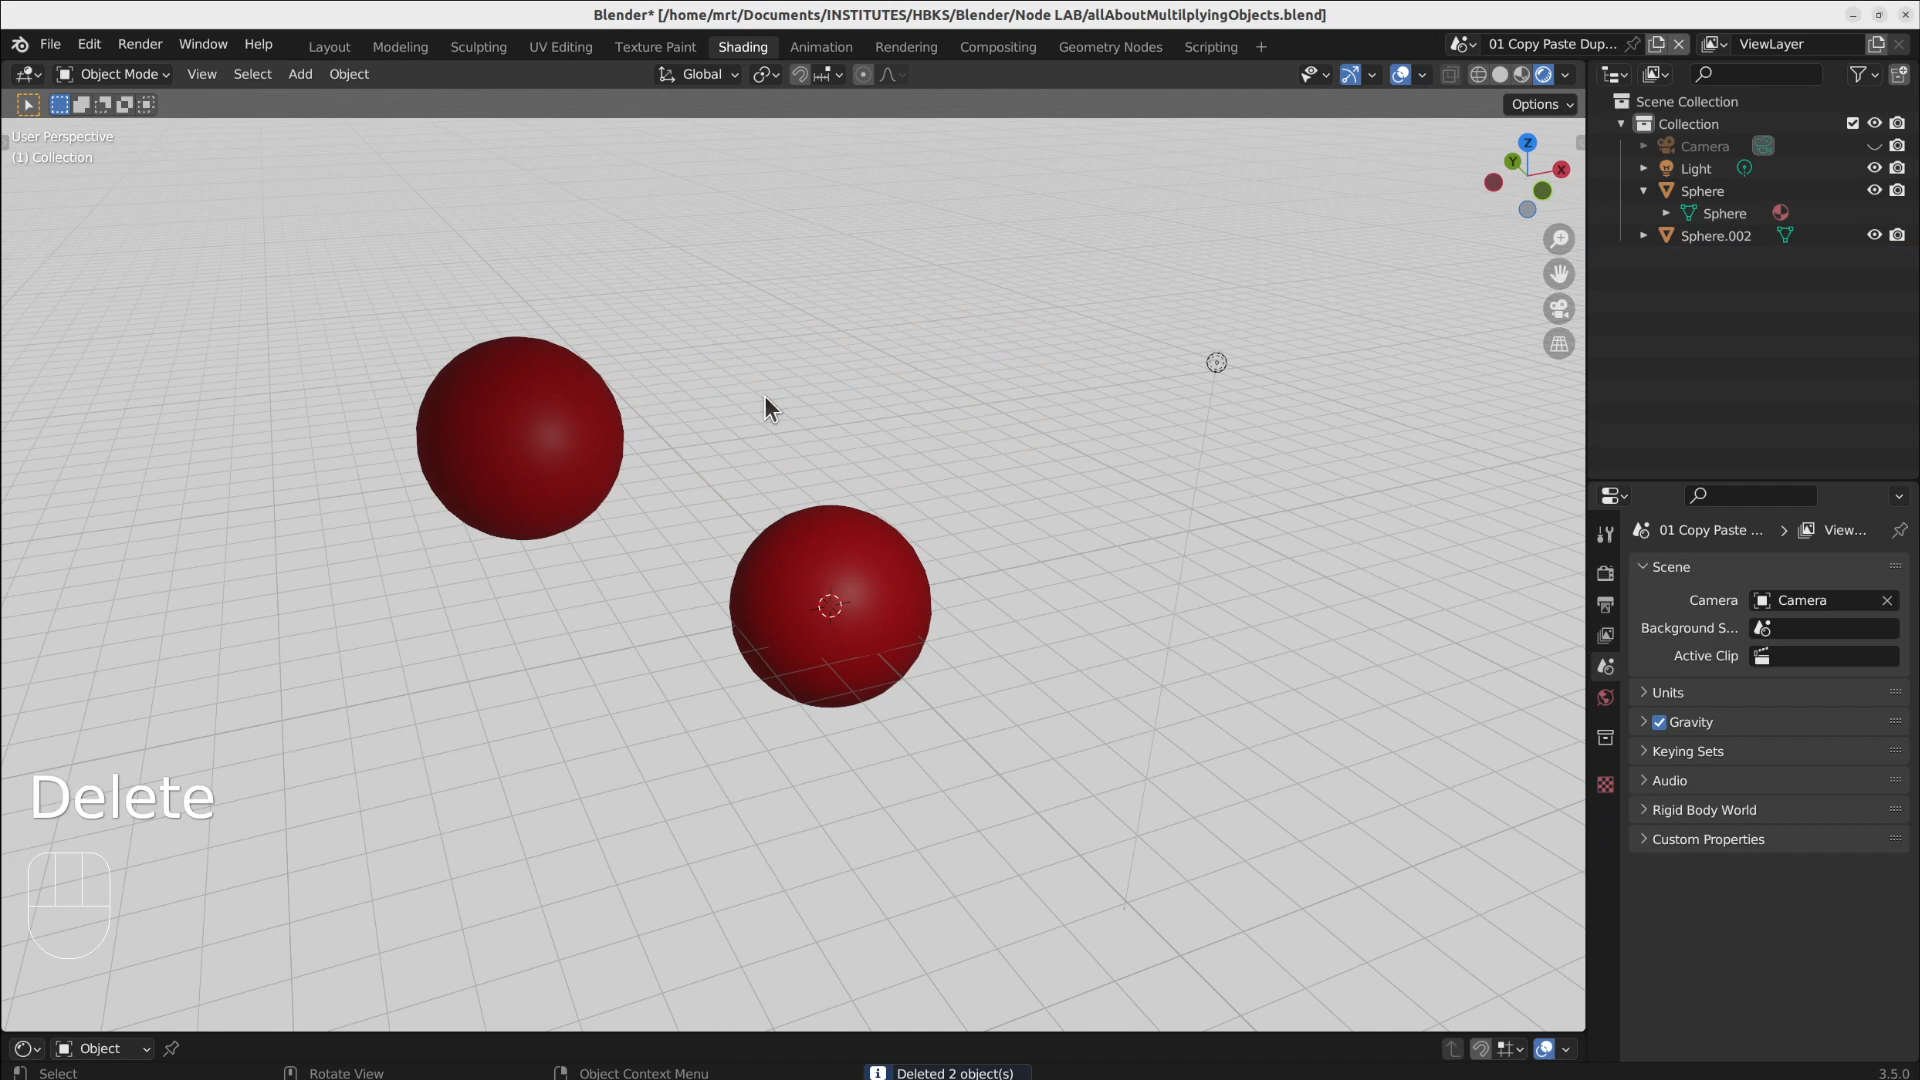 Blender* [/home/mrt/Documents/INSTITUTES/HBKS/Blender/Node LAB/allAboutMultilplyingObjects.blend]
File Edit Render Window Help Layout Modeling Sculpting UV Editing Texture Paint Shading Animation Rendering Compositing Geometry Nodes Scripting + 01 Copy Paste Dup... ViewLayer
Object Mode View Select Add Object Global
Options
User Perspective
(1) Collection
Z
Y
X
Scene Collection
Collection
Camera
Light
Sphere
Sphere
Sphere.002
01 Copy Paste ... View...
Scene
Camera Camera
Background S...
Active Clip
Units
Gravity
Keying Sets
Audio
Rigid Body World
Custom Properties
Delete
Object
Select Rotate View Object Context Menu Deleted 2 object(s) 3.5.0